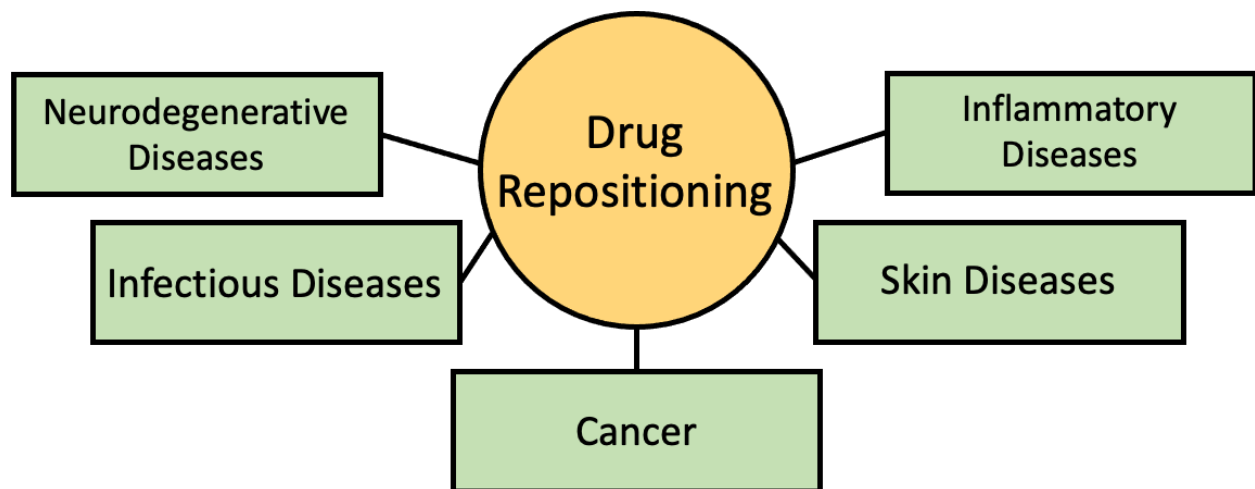 Drug
Repositioning
Neurodegenerative
Diseases
Inflammatory
Diseases
Infectious Diseases
Skin Diseases
Cancer